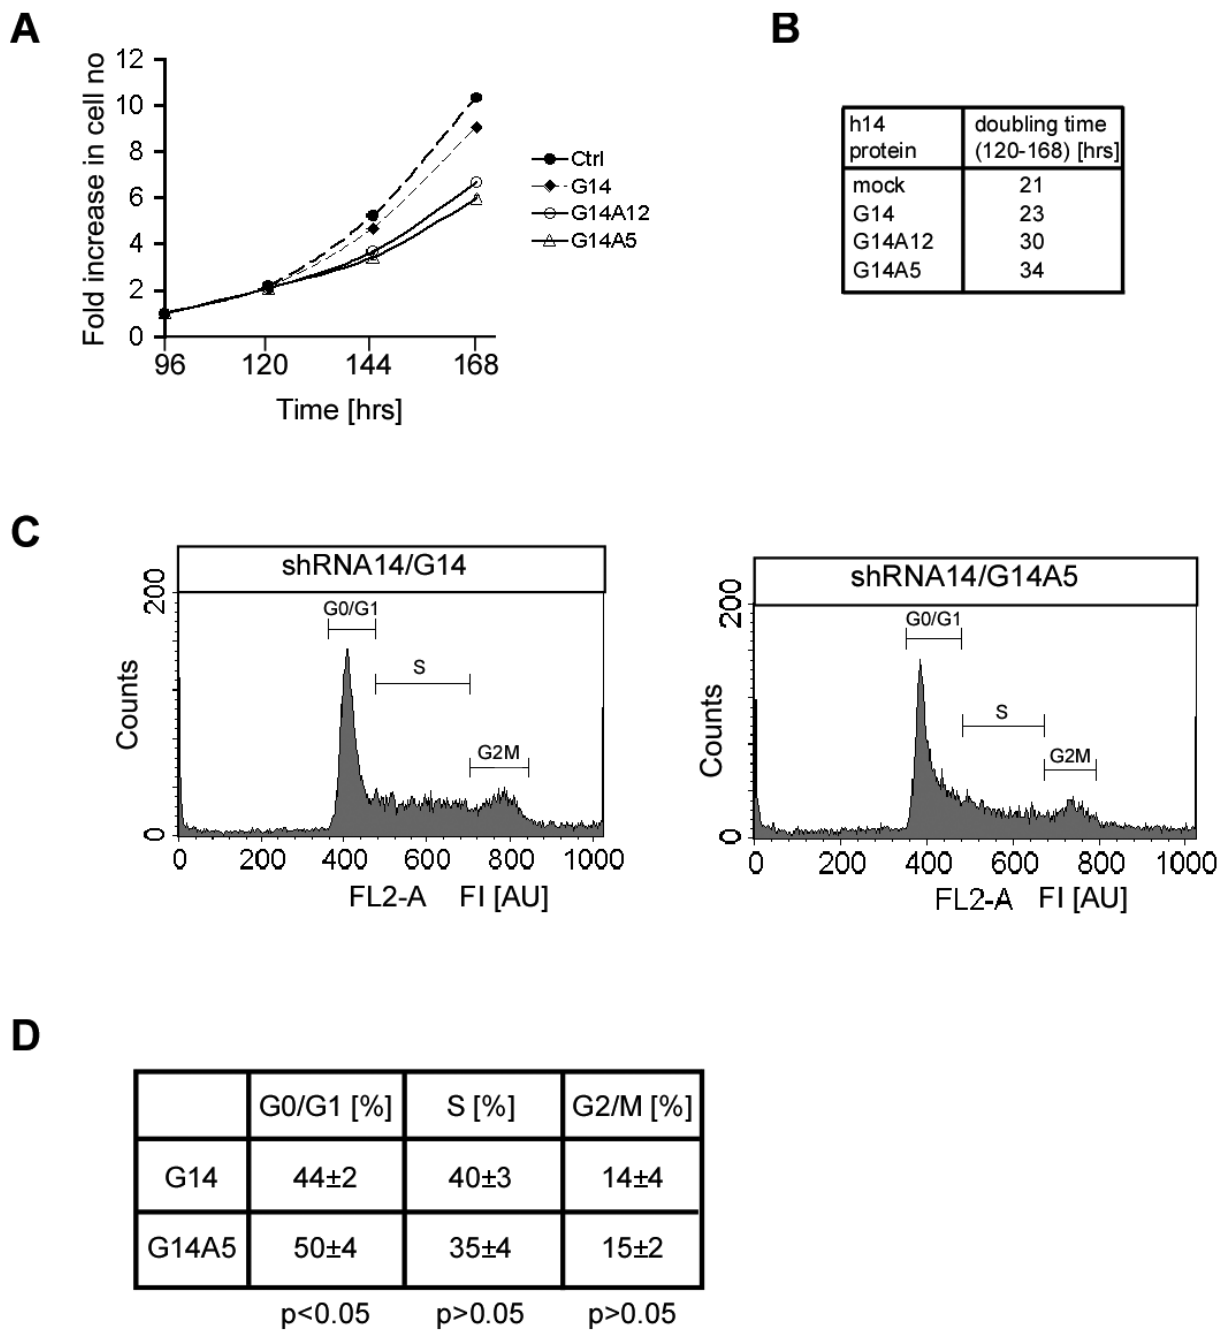 A
Fold increase in cell no
12
10
8
6
4
2
0
96 120 144 168
Time [hrs]
Ctrl
G14
G14A12
G14A5
B
h14 protein | doubling time (120-168) [hrs]
mock 21
G14 23
G14A12 30
G14A5 34
C
shRNA14/G14
200
G0/G1
S
G2M
Counts
0
0 200 400 600 800 1000
FL2-A FI [AU]
shRNA14/G14A5
200
G0/G1
S
G2M
Counts
0
0 200 400 600 800 1000
FL2-A FI [AU]
D
G0/G1 [%] S [%] G2/M [%]
G14 44±2 40±3 14±4
G14A5 50±4 35±4 15±2
p<0.05 p>0.05 p>0.05